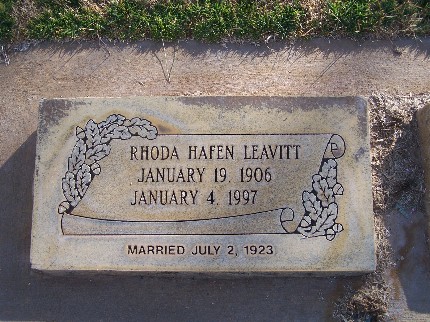 RHODA HAFEN LEAVITT
JANUARY 19, 1906
JANUARY 4, 1997
MARRIED JULY 2, 1923